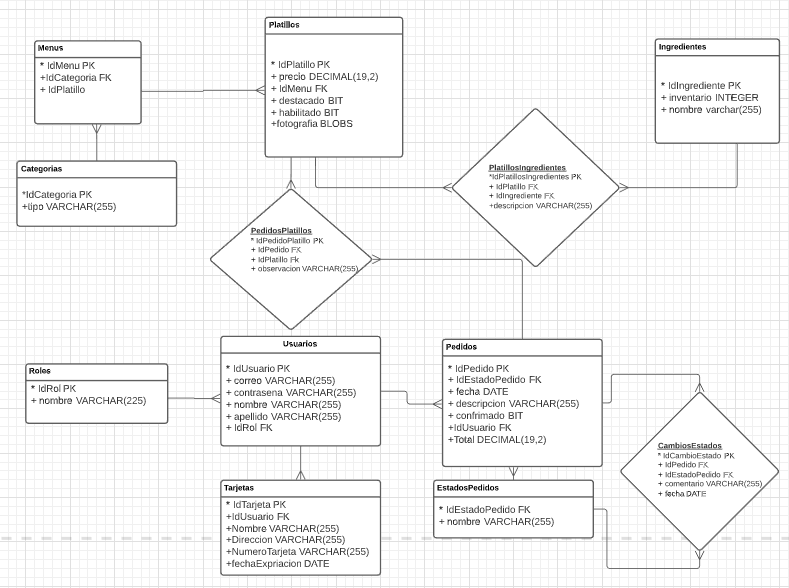 Menus
* IdMenu PK
+IdCategoria FK
+ IdPlatillo
Platillos
* IdPlatillo PK
+ precio DECIMAL(19,2)
+ IdMenu FK
+ destacado BIT
+ habilitado BIT
+fotografia BLOBS
Ingredientes
* IdIngrediente PK
+ inventario INTEGER
+ nombre varchar(255)
Categorias
*IdCategoria PK
+tipo VARCHAR(255)
PlatillosIngredientes
*IdPlatillosIngredientes PK
+ IdPlatillo FK
+ IdIngrediente FK
+descripcion VARCHAR(255)
PedidosPlatillos
* IdPedidoPlatillo PK
+ IdPedido FK
+ IdPlatillo Fk
+ observacion VARCHAR(255)
Roles
* IdRol PK
+ nombre VARCHAR(225)
Usuarios
* IdUsuario PK
+ correo VARCHAR(255)
+ contrasena VARCHAR(255)
+ nombre VARCHAR(255)
+ apellido VARCHAR(255)
+ IdRol FK
Pedidos
* IdPedido PK
+ IdEstadoPedido FK
+ fecha DATE
+ descripcion VARCHAR(255)
+ confirmado BIT
+IdUsuario FK
+Total DECIMAL(19,2)
CambiosEstados
* IdCambioEstado PK
+ IdPedido FK
+ IdEstadoPedido FK
+ comentario VARCHAR(255)
+ fecha DATE
Tarjetas
* IdTarjeta PK
+IdUsuario FK
+Nombre VARCHAR(255)
+Direccion VARCHAR(255)
+NumeroTarjeta VARCHAR(255)
+fechaExpriacion DATE
EstadosPedidos
* IdEstadoPedido FK
+ nombre VARCHAR(255)